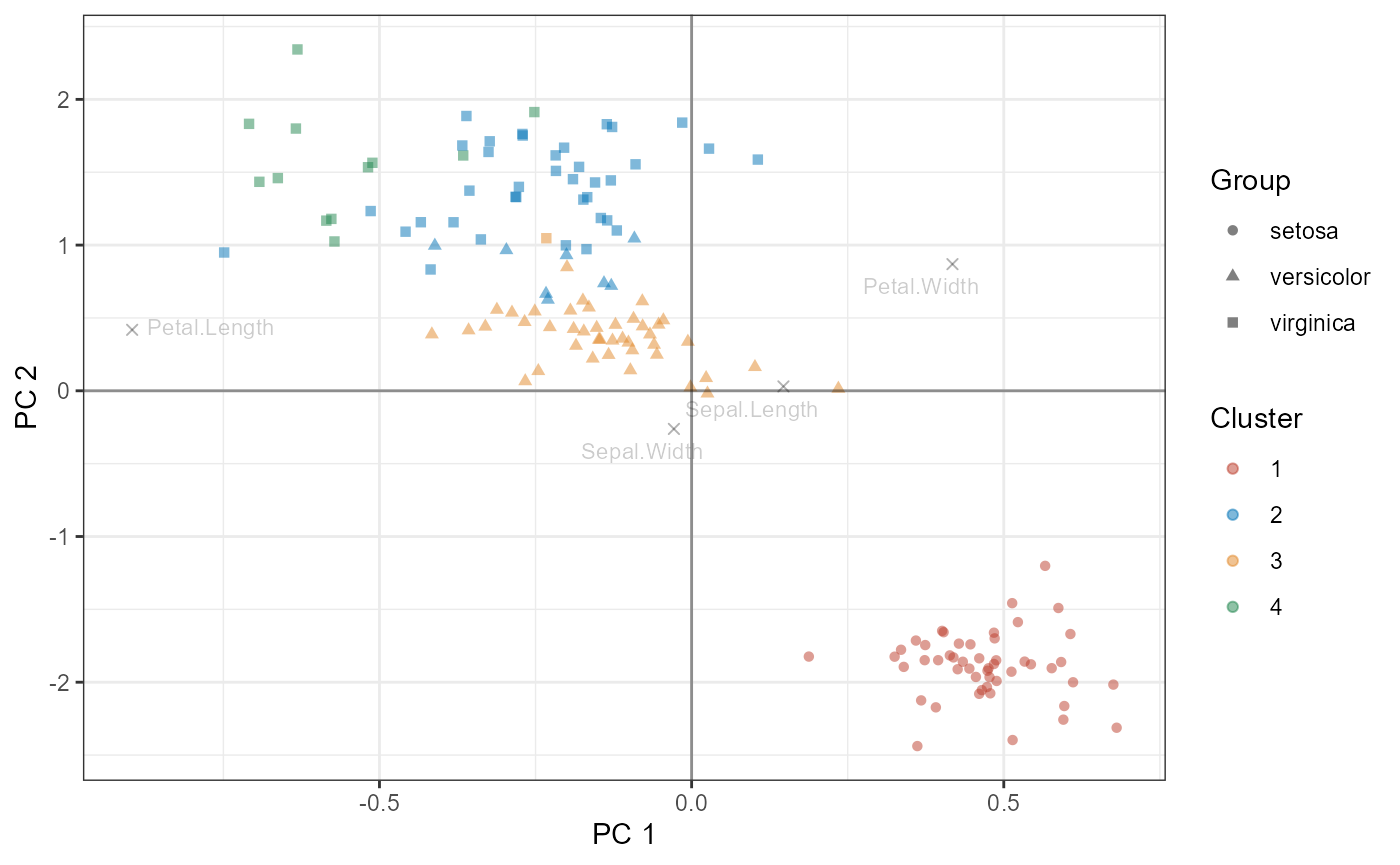 2
1
0
-1
-2
PC 2
Petal.Width
Petal.Length
Sepal.Length
Sepal.Width
-0.5
0.0
0.5
PC 1
Group
setosa
versicolor
virginica
Cluster
1
2
3
4